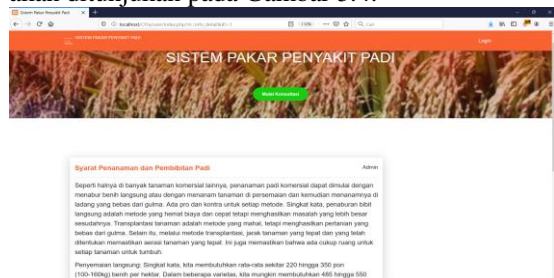 akan ditunjukan pada Gambar 5.4.
Sistem Pakar Penyakit Padi
localhost
110%
Cari
SISTEM PAKAR PENYAKIT PADI
Login
SISTEM PAKAR PENYAKIT PADI
Mulai Konsultasi
Syarat Penanaman dan Pembibitan Padi
Admin
Seperti halnya di banyak tanaman komersial lainnya, penanaman padi komersial dapat dimulai dengan
menabur benih langsung atau dengan menanam tanaman di persemaian dan kemudian menanamnya di
ladang yang bebas dari gulma. Ada pro dan kontra untuk setiap metode. Singkat kata, penaburan bibit
langsung adalah metode yang hemat biaya dan cepat tetapi menghasilkan masalah yang lebih besar
sesudahnya. Transplantasi tanaman adalah metode yang mahal, tetapi menghasilkan pertanian yang
bebas dari gulma. Selain itu, melalui metode transplantasi, jarak tanaman yang tepat dan yang telah
ditentukan memastikan aerasi tanaman yang tepat. Ini juga memastikan bahwa ada cukup ruang untuk
setiap tanaman untuk tumbuh.
Penyemaian langsung: Singkat kata, kita membutuhkan rata-rata sekitar 220 hingga 350 pon
(100-160kg) benih per hektar. Dalam beberapa varietas, kita mungkin membutuhkan 485 hingga 550